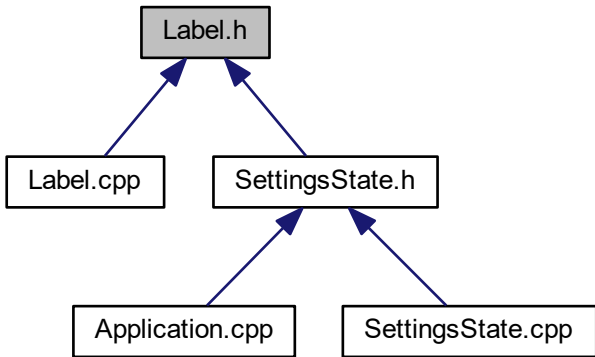 Label.h
Label.cpp
SettingsState.h
Application.cpp
SettingsState.cpp